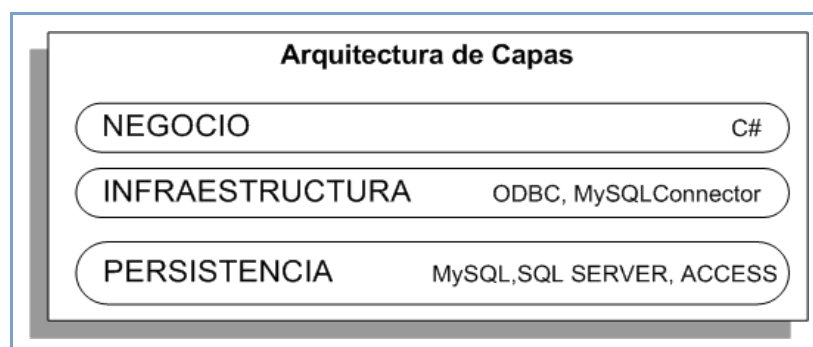 Arquitectura de Capas
NEGOCIO C#
INFRAESTRUCTURA ODBC, MySQLConnector
PERSISTENCIA MySQL,SQL SERVER, ACCESS